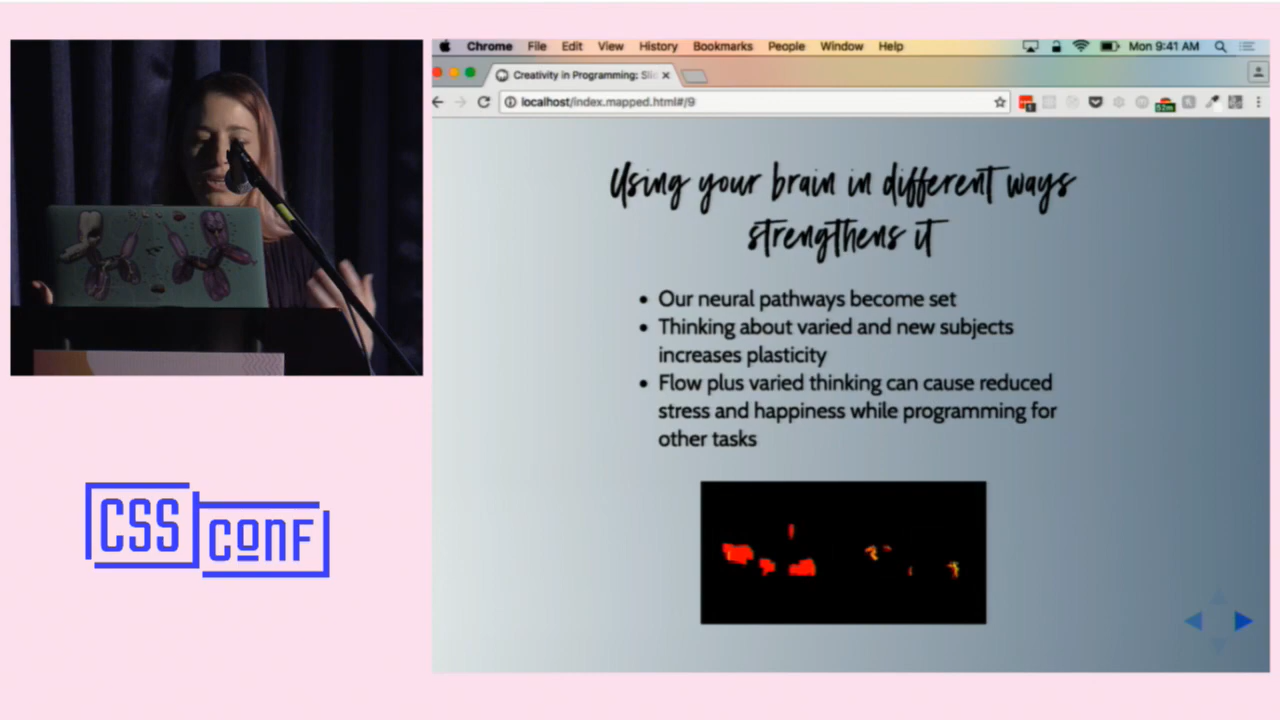 Chrome File Edit View History Bookmarks People Window Help Mon 9:41 AM
Creativity in Programming: Sli
localhost/index.mapped.html#/9
Using your brain in different ways
strengthens it
Our neural pathways become set
Thinking about varied and new subjects
increases plasticity
Flow plus varied thinking can cause reduced
stress and happiness while programming for
other tasks
CSS
CONF